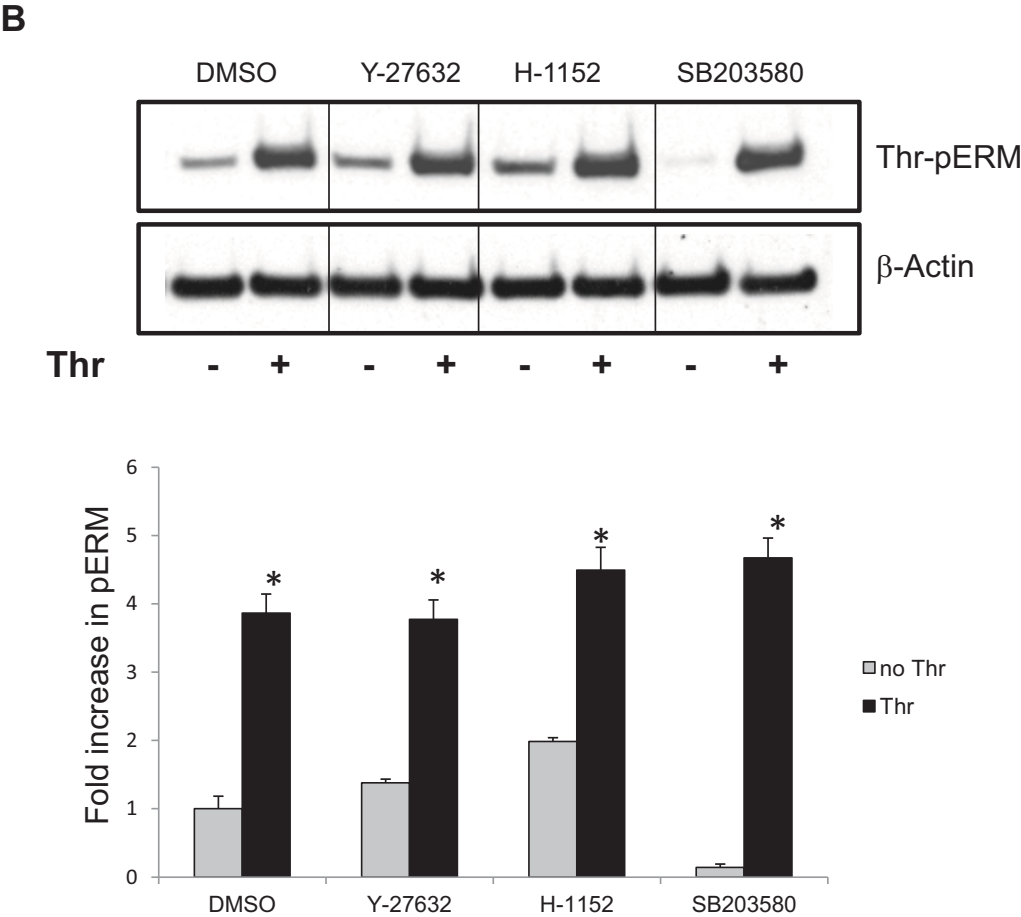 B
DMSO Y-27632 H-1152 SB203580
Thr-pERM
β-Actin
Thr - + - + - + - +
Fold increase in pERM
6
5
4
3
2
1
0
* * * *
no Thr
Thr
DMSO Y-27632 H-1152 SB203580